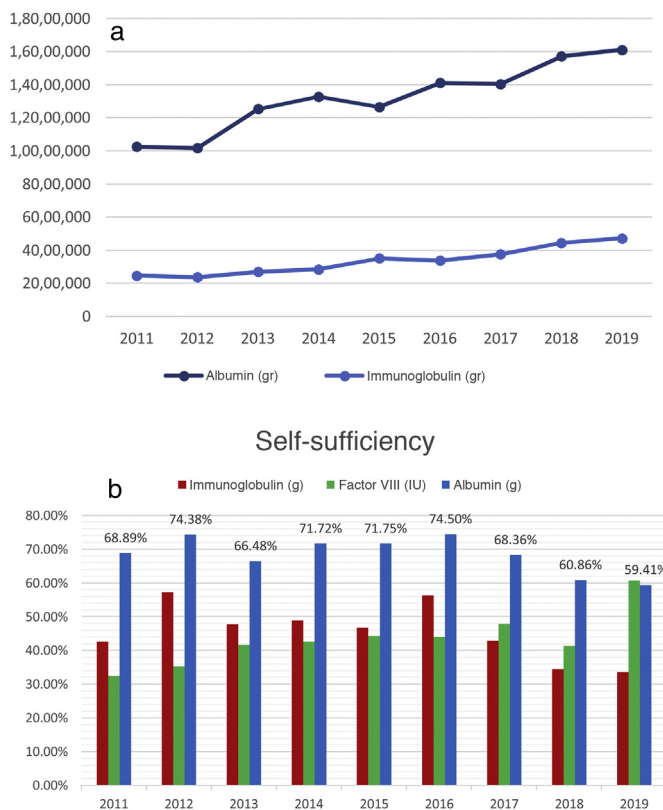 a
1,80,00,000
1,60,00,000
1,40,00,000
1,20,00,000
1,00,00,000
80,00,000
60,00,000
40,00,000
20,00,000
0
2011 2012 2013 2014 2015 2016 2017 2018 2019
Albumin (gr) Immunoglobulin (gr)
Self-sufficiency
b
Immunoglobulin (g) Factor VIII (IU) Albumin (g)
80.00%
70.00%
60.00%
50.00%
40.00%
30.00%
20.00%
10.00%
0.00%
68.89% 74.38% 66.48% 71.72% 71.75% 74.50% 68.36% 60.86% 59.41%
2011 2012 2013 2014 2015 2016 2017 2018 2019